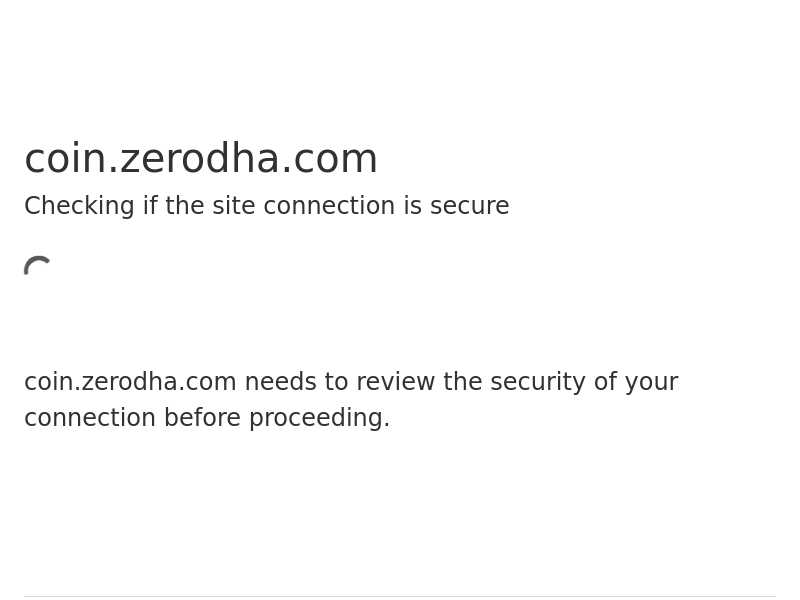 coin.zerodha.com
Checking if the site connection is secure
coin.zerodha.com needs to review the security of your
connection before proceeding.